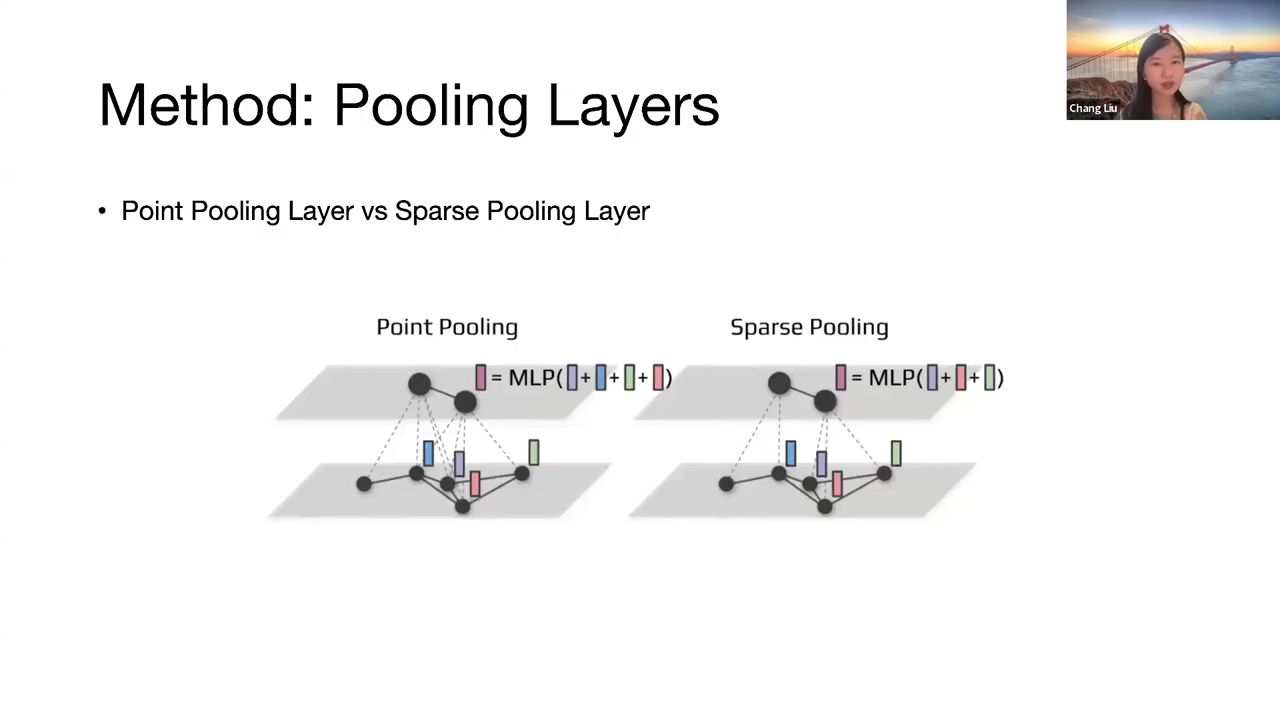 Method: Pooling Layers
Chang Liu
• Point Pooling Layer vs Sparse Pooling Layer
Point Pooling
Sparse Pooling
= MLP( + + + )
= MLP( + + )